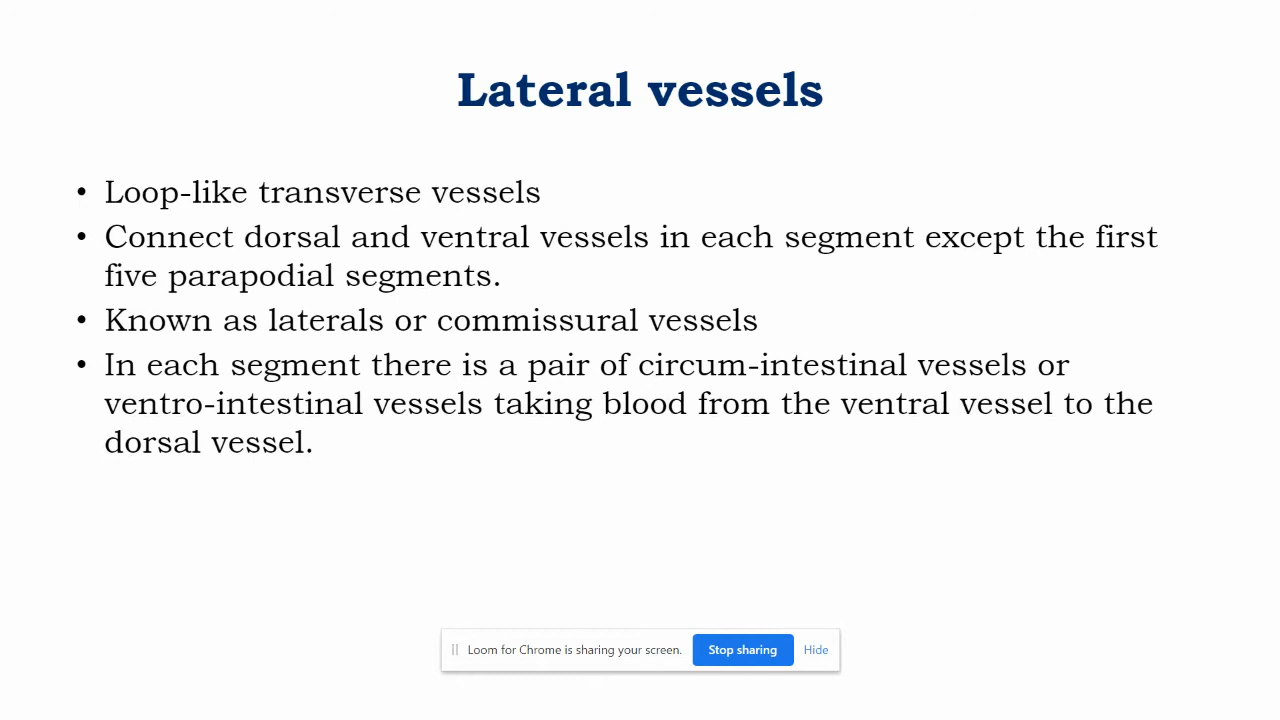 Lateral vessels
• Loop-like transverse vessels
• Connect dorsal and ventral vessels in each segment except the first
five parapodial segments.
• Known as laterals or commissural vessels
• In each segment there is a pair of circum-intestinal vessels or
ventro-intestinal vessels taking blood from the ventral vessel to the
dorsal vessel.
Loom for Chrome is sharing your screen. Stop sharing Hide